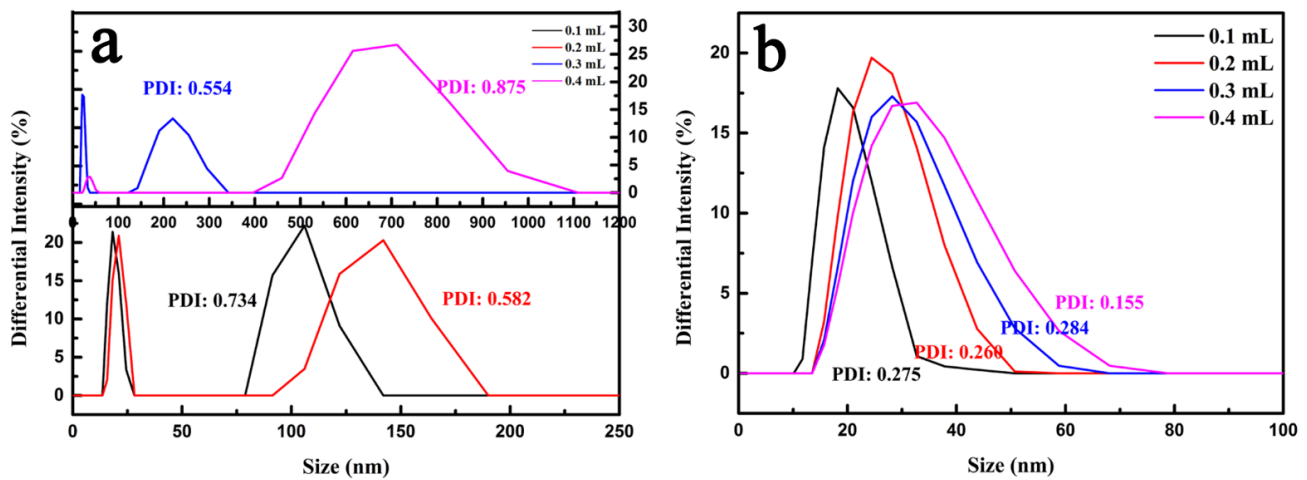 a
0.1 mL
0.2 mL
0.3 mL
0.4 mL
PDI: 0.554
PDI: 0.875
30
25
20
15
10
5
0
0 100 200 300 400 500 600 700 800 900 1000 1100 1200
Differential Intensity (%)
20
15
10
5
0
PDI: 0.734
PDI: 0.582
0 50 100 150 200 250
Size (nm)
b
0.1 mL
0.2 mL
0.3 mL
0.4 mL
Differential Intensity (%)
20
15
10
5
0
PDI: 0.155
PDI: 0.284
PDI: 0.260
PDI: 0.275
0 20 40 60 80 100
Size (nm)